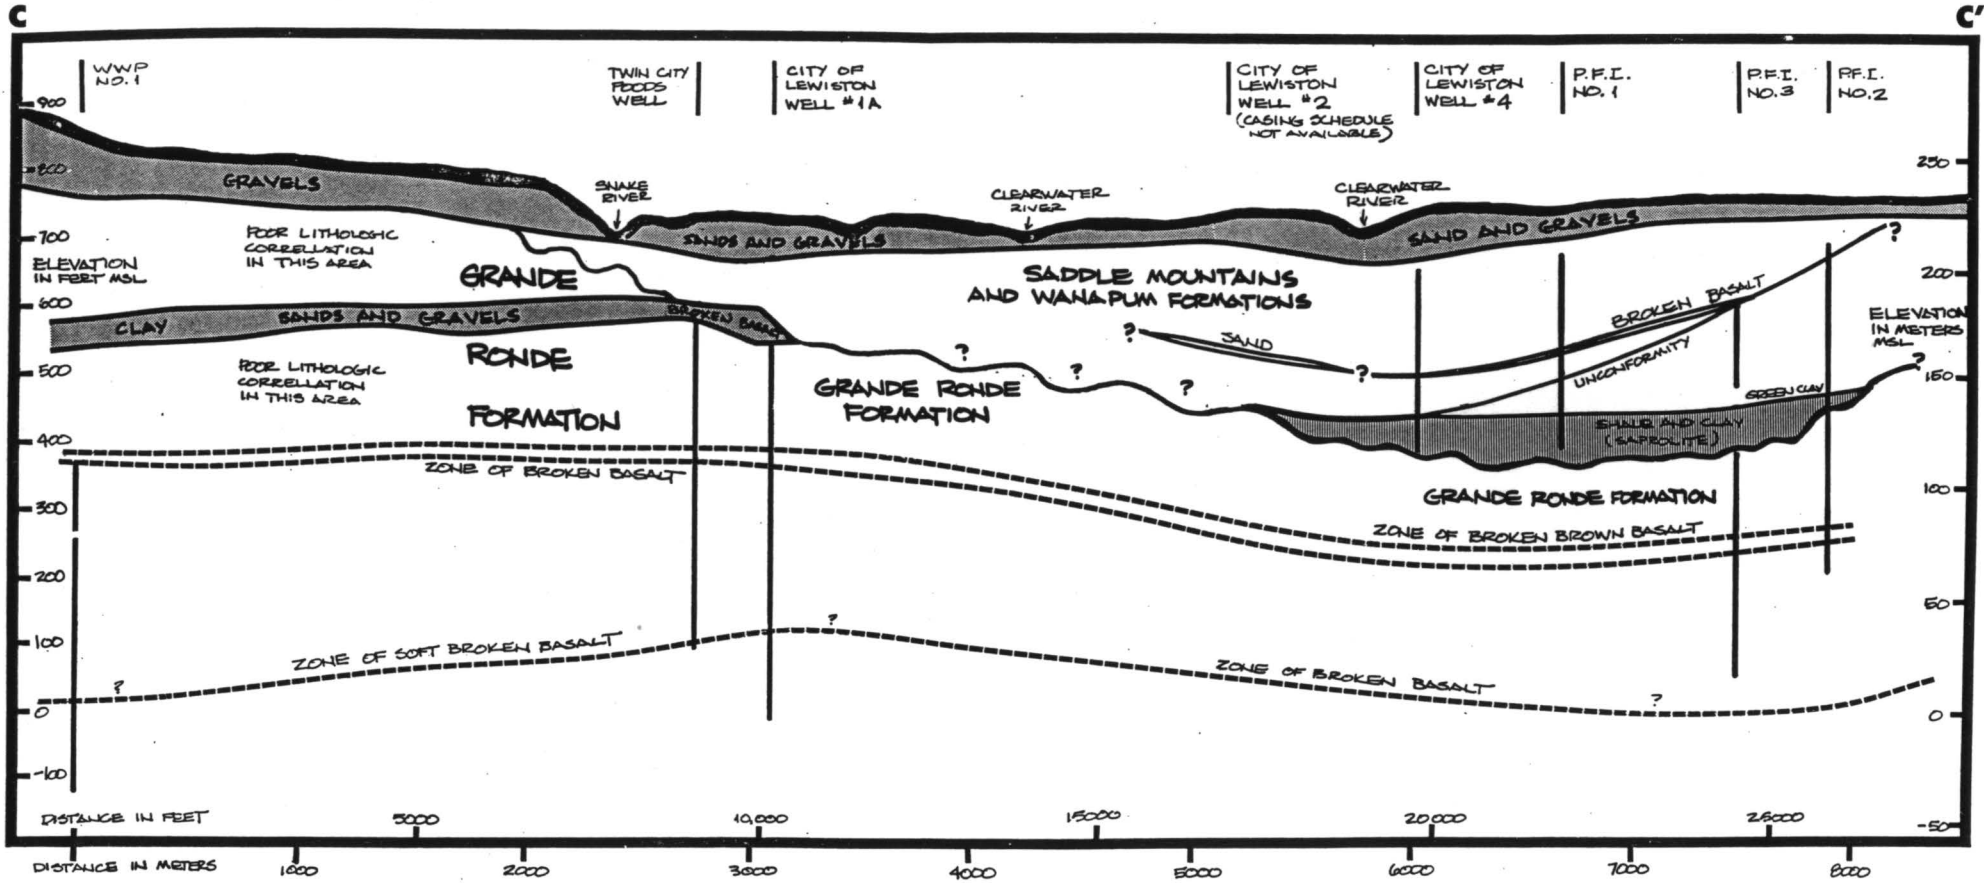 C
C'
WWP
NO. 1
TWIN CITY
FOODS
WELL
CITY OF
LEWISTON
WELL #1A
CITY OF
LEWISTON
WELL #2
(CASING SCHEDULE
NOT AVAILABLE)
CITY OF
LEWISTON
WELL #4
P.F.I.
NO. 1
P.F.I.
NO. 3
P.F.I.
NO. 2
900
800
700
ELEVATION
IN FEET MSL
600
500
400
300
200
100
0
-100
250
200
ELEVATION
IN METERS
MSL
150
100
50
0
-50
GRAVELS
SNAKE
RIVER
CLEARWATER
RIVER
CLEARWATER
RIVER
SANDS AND GRAVELS
SAND AND GRAVELS
POOR LITHOLOGIC
CORRELLATION
IN THIS AREA
GRANDE
SADDLE MOUNTAINS
AND WANAPUM FORMATIONS
?
CLAY
SANDS AND GRAVELS
BROKEN BASALT
?
SAND
?
BROKEN BASALT
UNCONFORMITY
POOR LITHOLOGIC
CORRELLATION
IN THIS AREA
RONDE
FORMATION
GRANDE RONDE
FORMATION
?
?
?
?
GREEN CLAY
SHALE AND CLAY
(SAPROLITE)
ZONE OF BROKEN BASALT
GRANDE RONDE FORMATION
ZONE OF BROKEN BROWN BASALT
ZONE OF SOFT BROKEN BASALT
?
?
ZONE OF BROKEN BASALT
?
DISTANCE IN FEET
5000
10,000
15000
20000
25000
DISTANCE IN METERS
1000
2000
3000
4000
5000
6000
7000
8000